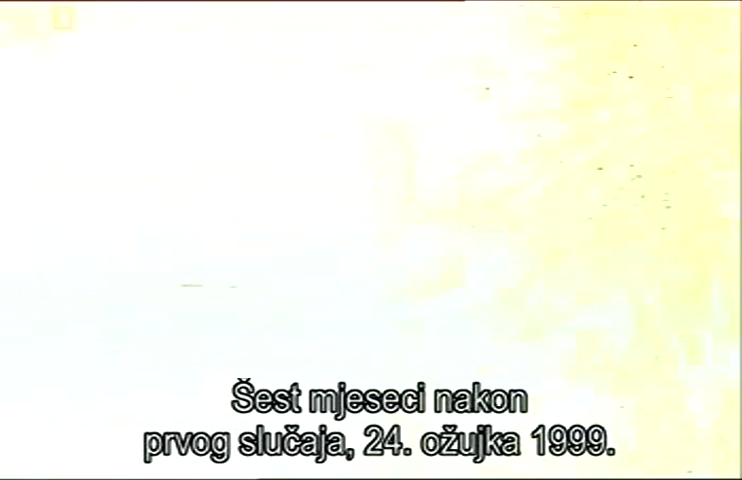 Šest mjeseci nakon
prvog slučaja, 24. ožujka 1999.